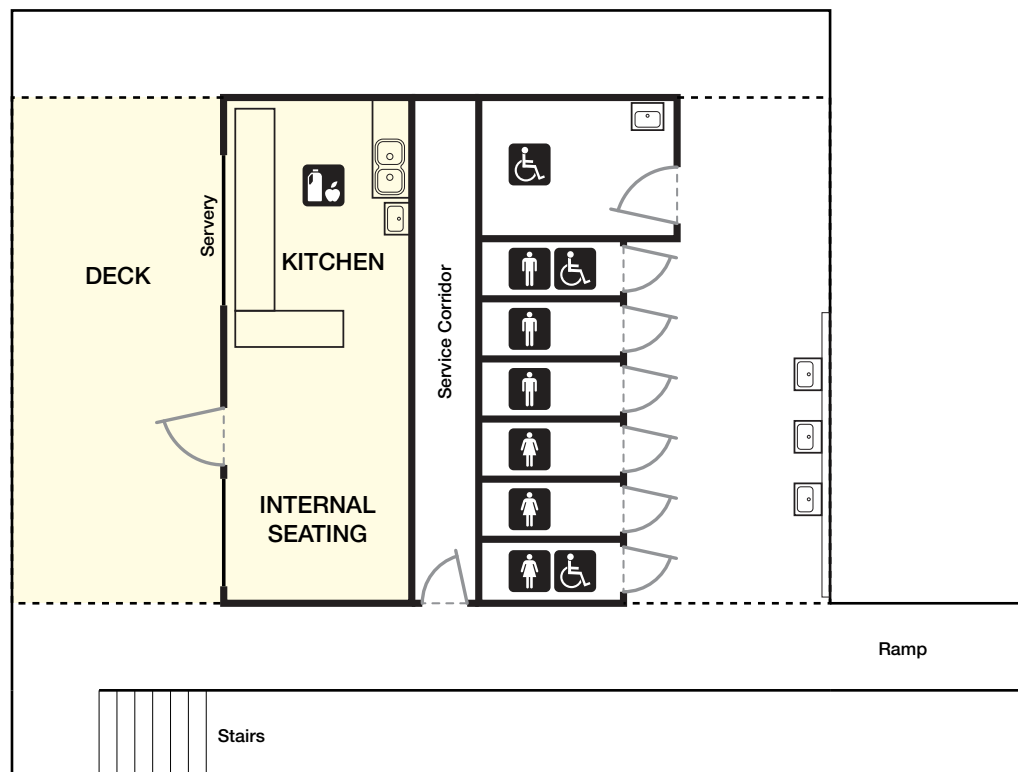 Servery
DECK
KITCHEN
Service Corridor
INTERNAL
SEATING
Ramp
Stairs